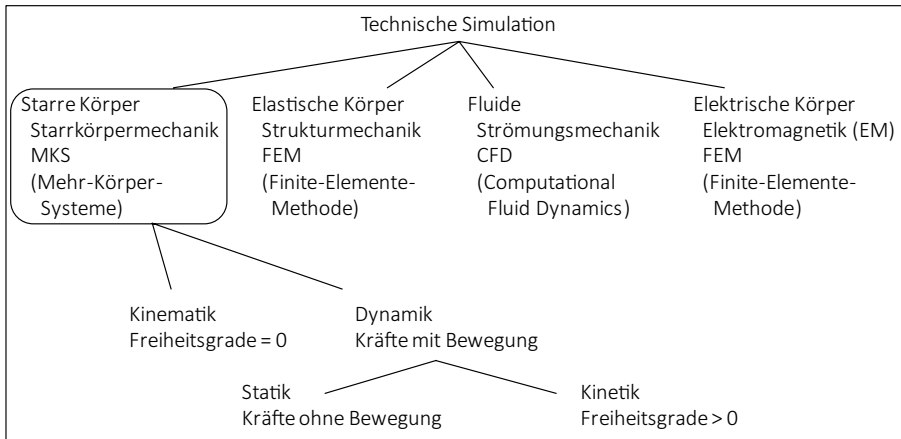 Technische Simulation
Starre Körper
Starrkörpermechanik
MKS
(Mehr-Körper-
Systeme)
Elastische Körper
Strukturmechanik
FEM
(Finite-Elemente-
Methode)
Fluide
Strömungsmechanik
CFD
(Computational
Fluid Dynamics)
Elektrische Körper
Elektromagnetik (EM)
FEM
(Finite-Elemente-
Methode)
Kinematik
Freiheitsgrade = 0
Dynamik
Kräfte mit Bewegung
Statik
Kräfte ohne Bewegung
Kinetik
Freiheitsgrade > 0